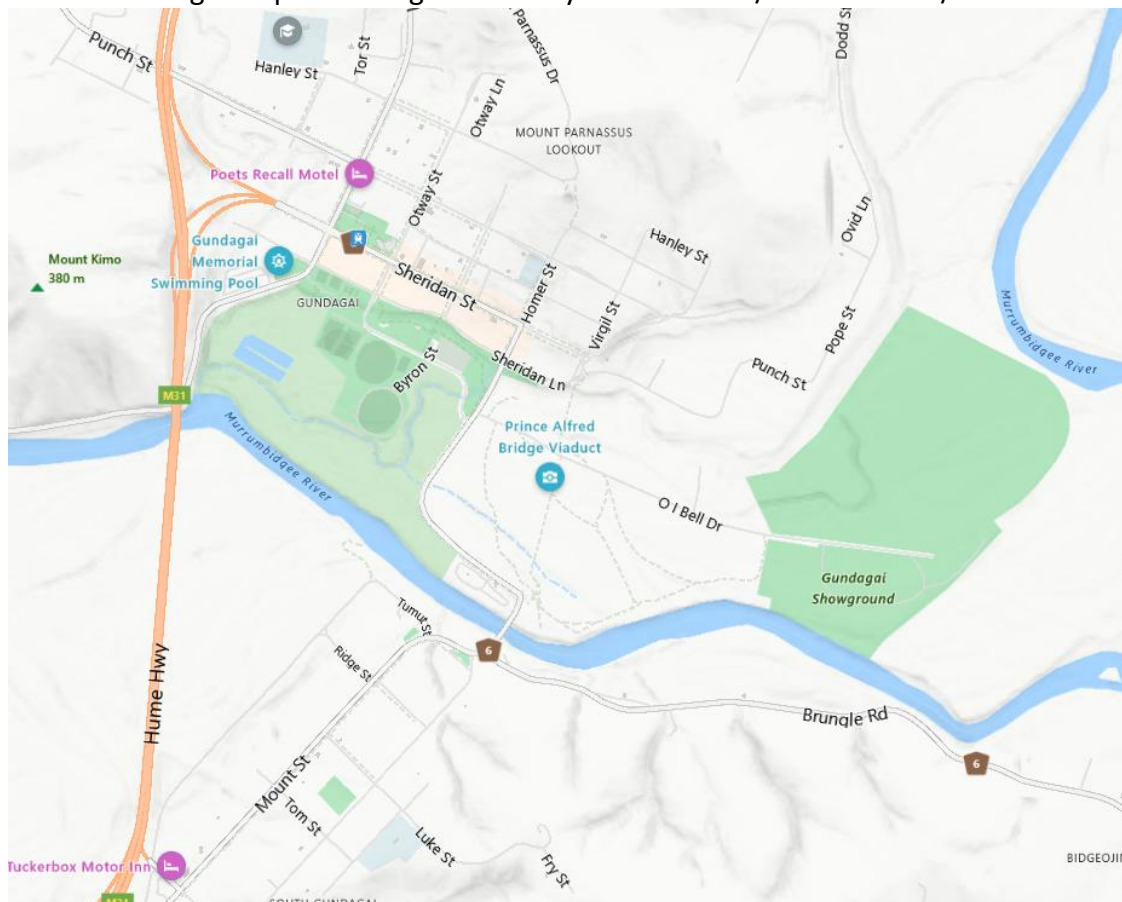 Punch St
Hanley St
Tor St
Parnassus Dr
Dodd St
Otway Ln
MOUNT PARNASSUS
LOOKOUT
Poets Recall Motel
Otway St
Ovid Ln
Hanley St
Gundagai
Memorial
Swimming Pool
Mount Kimo
380 m
Sheridan St
Homer St
GUNDAGAI
Virgil St
Murrumbidgee River
Pope St
Sheridan Ln
Byron St
Punch St
M31
Murrumbidgee River
Prince Alfred
Bridge Viaduct
O I Bell Dr
Gundagai
Showground
Tumut St
6
Ridge St
Hume Hwy
Brungle Rd
6
Mount St
Tom St
Luke St
Fry St
Tuckerbox Motor Inn
BIDGEOJIN
SOUTH GUNDAGAI
M31